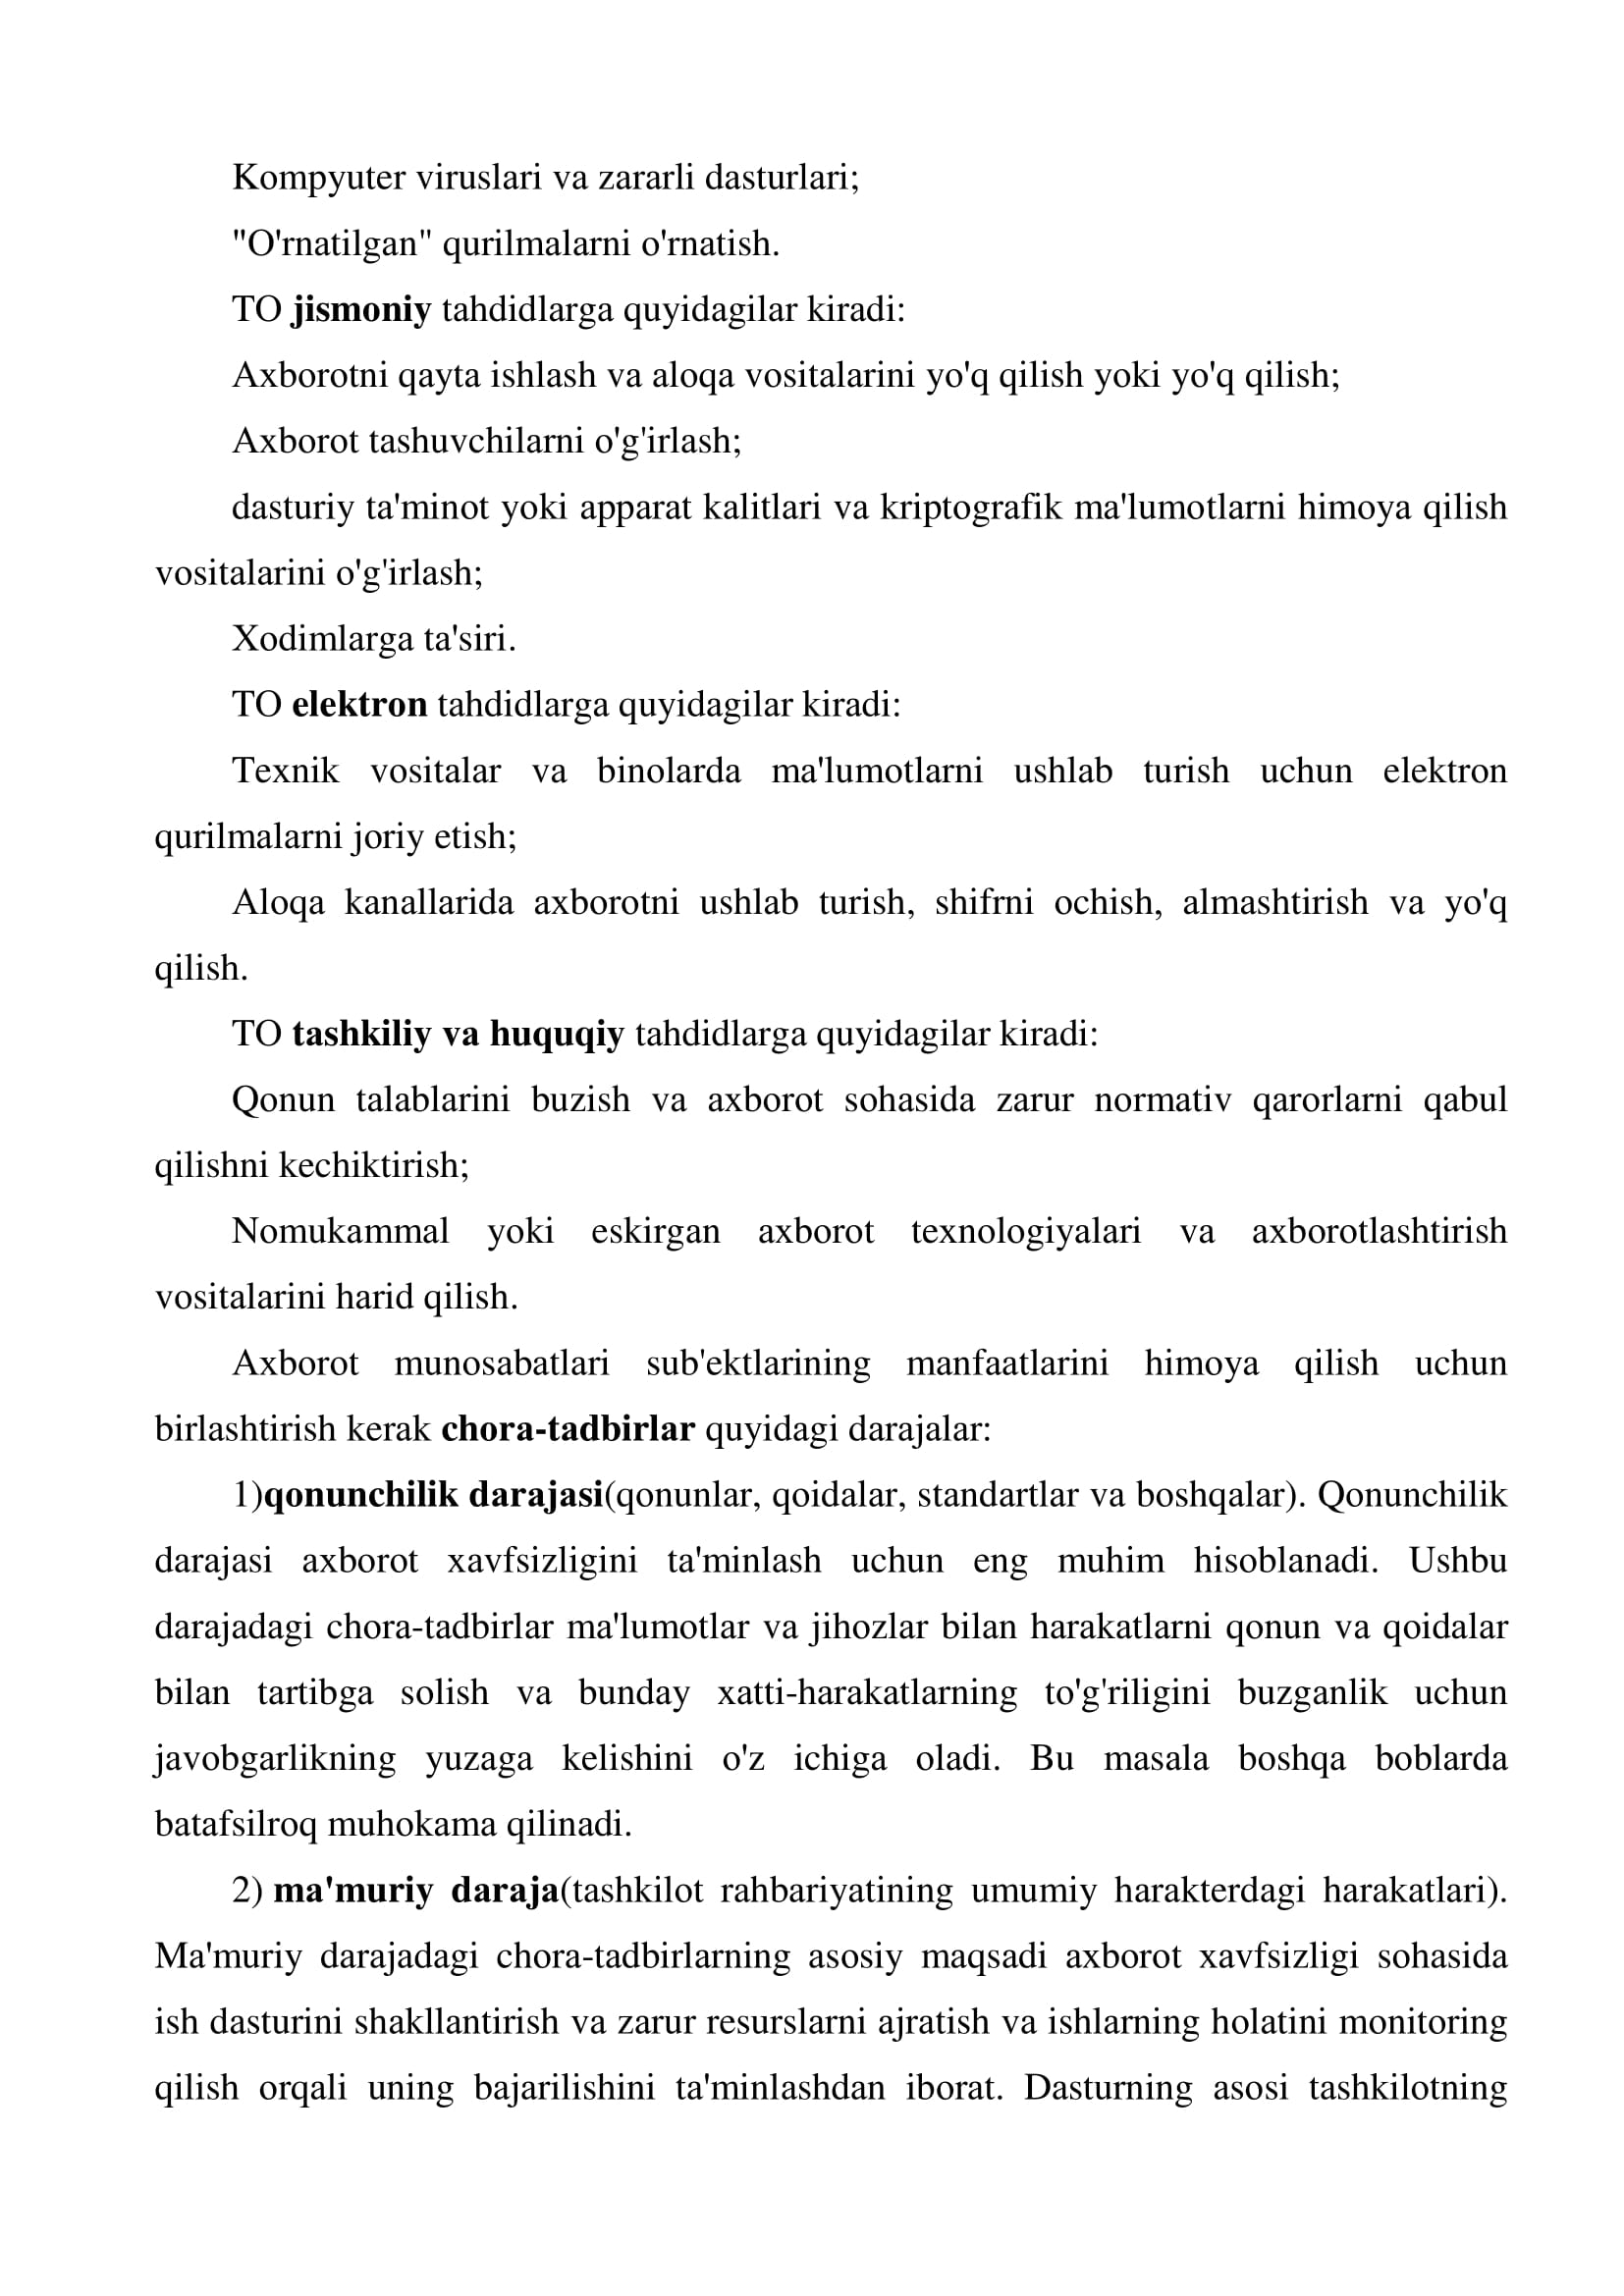 Kompyuter viruslari va zararli dasturlari;
"O'rnatilgan" qurilmalarni o'rnatish.
TO jismoniy tahdidlarga quyidagilar kiradi:
Axborotni qayta ishlash va aloqa vositalarini yo'q qilish yoki yo'q qilish;
Axborot tashuvchilarni o'g'irlash;
dasturiy ta'minot yoki apparat kalitlari va kriptografik ma'lumotlarni himoya qilish
vositalarini o'g'irlash;
Xodimlarga ta'siri.
TO elektron tahdidlarga quyidagilar kiradi:
Texnik vositalar va binolarda ma'lumotlarni ushlab turish uchun elektron
qurilmalarni joriy etish;
Aloqa kanallarida axborotni ushlab turish, shifrni ochish, almashtirish va yo'q
qilish.
TO tashkiliy va huquqiy tahdidlarga quyidagilar kiradi:
Qonun talablarini buzish va axborot sohasida zarur normativ qarorlarni qabul
qilishni kechiktirish;
Nomukammal yoki eskirgan axborot texnologiyalari va axborotlashtirish
vositalarini harid qilish.
Axborot munosabatlari sub'ektlarining manfaatlarini himoya qilish uchun
birlashtirish kerak chora-tadbirlar quyidagi darajalar:
1)qonunchilik darajasi(qonunlar, qoidalar, standartlar va boshqalar). Qonunchilik
darajasi axborot xavfsizligini ta'minlash uchun eng muhim hisoblanadi. Ushbu
darajadagi chora-tadbirlar ma'lumotlar va jihozlar bilan harakatlarni qonun va qoidalar
bilan tartibga solish va bunday xatti-harakatlarning to'g'riligini buzganlik uchun
javobgarlikning yuzaga kelishini o'z ichiga oladi. Bu masala boshqa boblarda
batafsilroq muhokama qilinadi.
2) ma'muriy daraja(tashkilot rahbariyatining umumiy harakterdagi harakatlari).
Ma'muriy darajadagi chora-tadbirlarning asosiy maqsadi axborot xavfsizligi sohasida
ish dasturini shakllantirish va zarur resurslarni ajratish va ishlarning holatini monitoring
qilish orqali uning bajarilishini ta'minlashdan iborat. Dasturning asosi tashkilotning